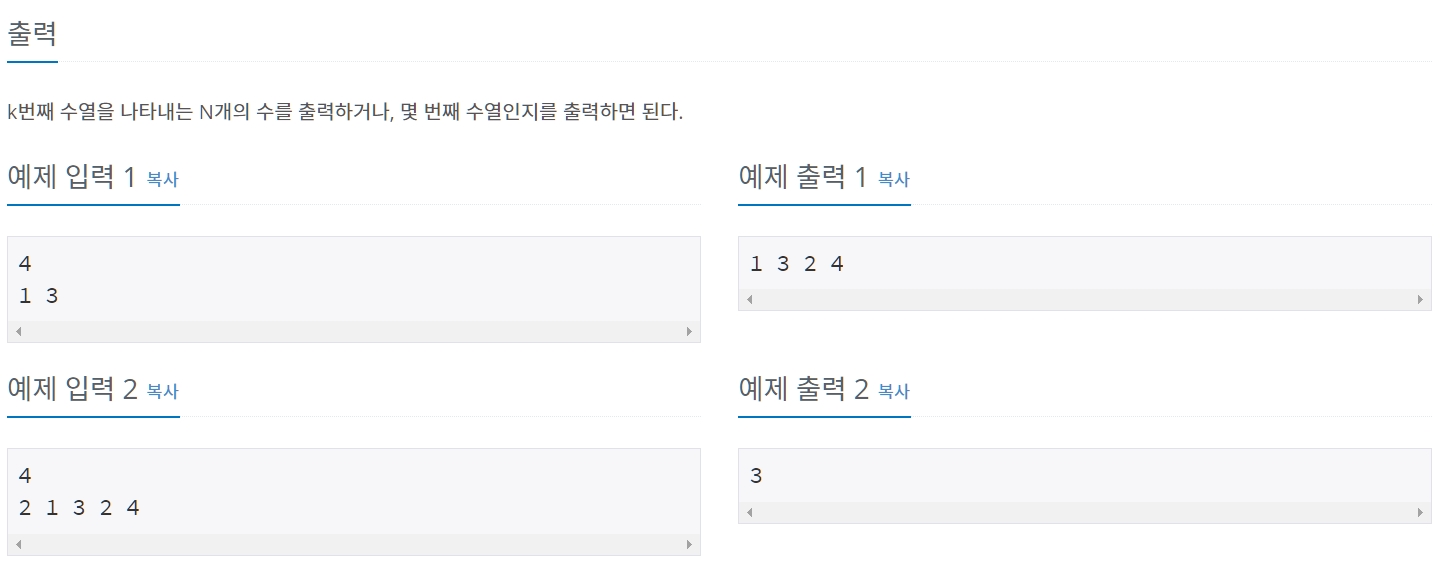 출력
k번째 수열을 나타내는 N개의 수를 출력하거나, 몇 번째 수열인지를 출력하면 된다.
예제 입력 1 복사
4
1 3
예제 출력 1 복사
1 3 2 4
예제 입력 2 복사
4
2 1 3 2 4
예제 출력 2 복사
3